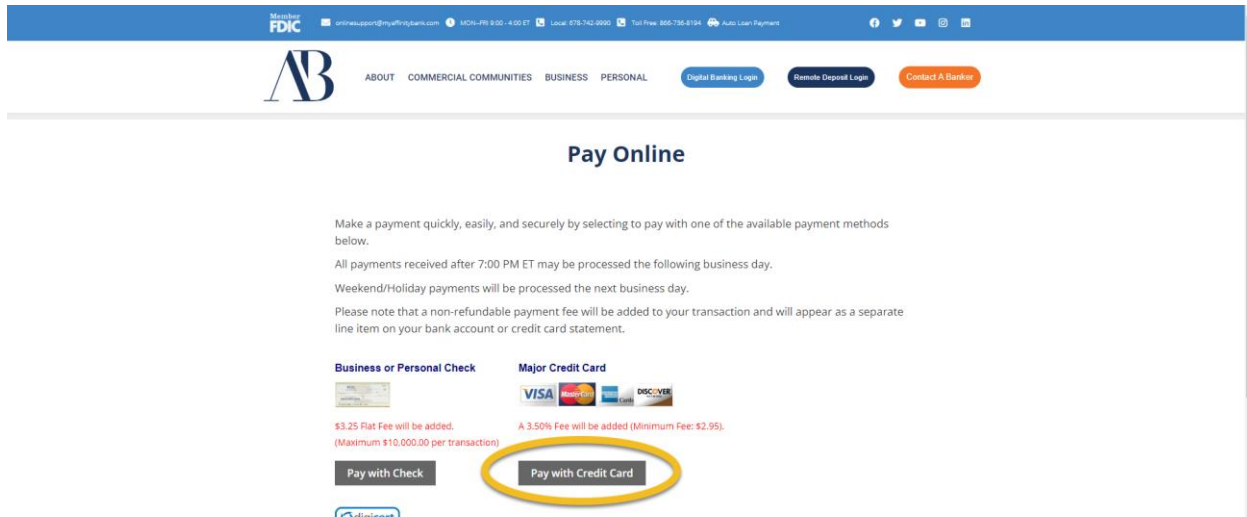 Member
FDIC
onlinesupport@myaffinitybank.com MON-FRI 9:00 - 4:00 ET Local: 678-742-9990 Toll Free: 866-736-8194 Auto Loan Payment
AB
ABOUT COMMERCIAL COMMUNITIES BUSINESS PERSONAL Digital Banking Login Remote Deposit Login Contact A Banker
Pay Online
Make a payment quickly, easily, and securely by selecting to pay with one of the available payment methods
below.
All payments received after 7:00 PM ET may be processed the following business day.
Weekend/Holiday payments will be processed the next business day.
Please note that a non-refundable payment fee will be added to your transaction and will appear as a separate
line item on your bank account or credit card statement.
Business or Personal Check Major Credit Card
VISA MasterCard Cards DISCOVER
$3.25 Flat Fee will be added. A 3.50% Fee will be added (Minimum Fee: $2.95).
(Maximum $10,000.00 per transaction)
Pay with Check Pay with Credit Card
digicert